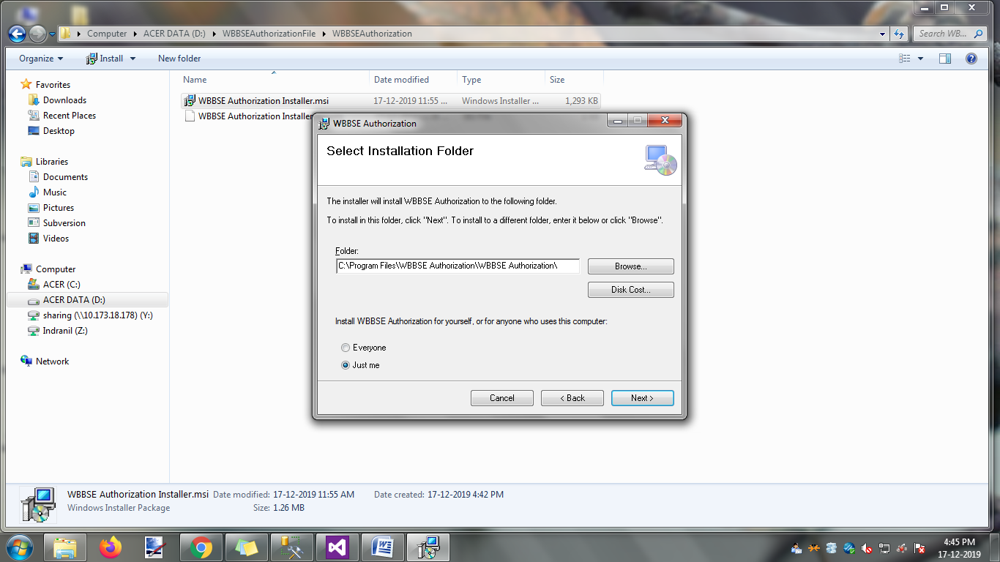 Computer ACER DATA (D:) WBBSEAuthorizationFile WBBSEAuthorization
Search WB...
Organize Install New folder
Name Date modified Type Size
WBBSE Authorization Installer.msi 17-12-2019 11:55 ... Windows Installer ... 1,293 KB
WBBSE Authorization Installer
Favorites
Downloads
Recent Places
Desktop
Libraries
Documents
Music
Pictures
Subversion
Videos
Computer
ACER (C:)
ACER DATA (D:)
sharing (\\10.173.18.178) (Y:)
Indranil (Z:)
Network
WBBSE Authorization
Select Installation Folder
The installer will install WBBSE Authorization to the following folder.
To install in this folder, click "Next". To install to a different folder, enter it below or click "Browse".
Folder:
C:\Program Files\WBBSE Authorization\WBBSE Authorization\
Browse...
Disk Cost...
Install WBBSE Authorization for yourself, or for anyone who uses this computer:
Everyone
Just me
Cancel < Back Next >
WBBSE Authorization Installer.msi Date modified: 17-12-2019 11:55 AM Date created: 17-12-2019 4:42 PM
Windows Installer Package Size: 1.26 MB
4:45 PM
17-12-2019